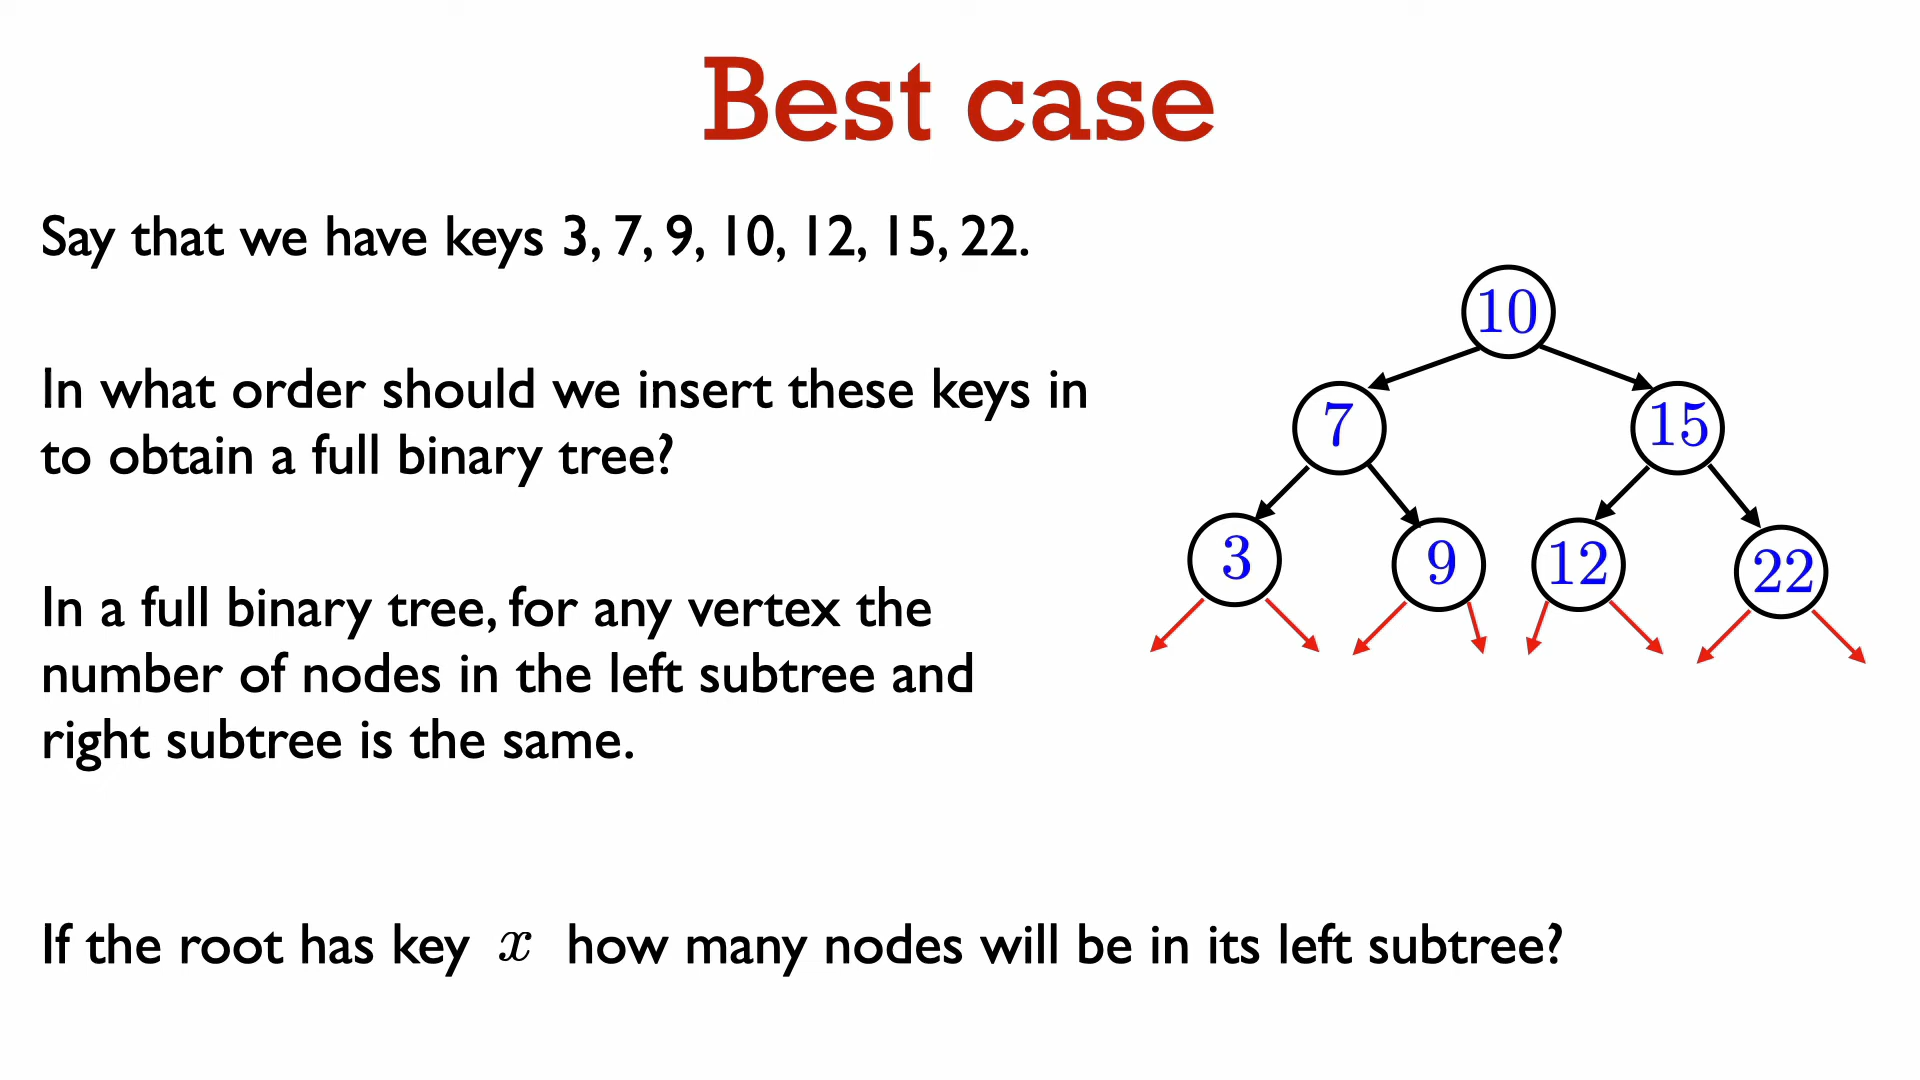 Best case
Say that we have keys 3, 7, 9, 10, 12, 15, 22.
In what order should we insert these keys in
to obtain a full binary tree?
In a full binary tree, for any vertex the
number of nodes in the left subtree and
right subtree is the same.
If the root has key x how many nodes will be in its left subtree?
10
7 15
3 9 12 22